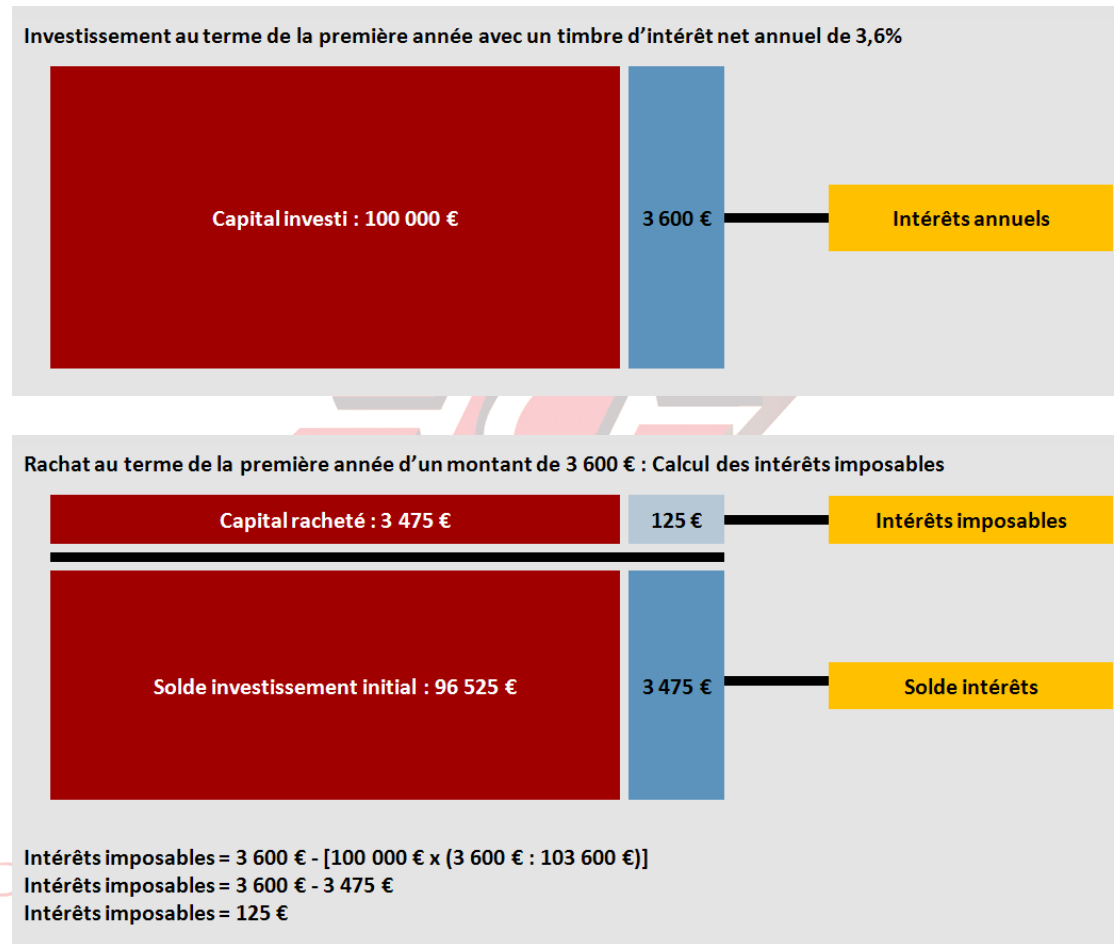 Investissement au terme de la première année avec un timbre d’intérêt net annuel de 3,6%
Capital investi : 100 000 €
3 600 €
Intérêts annuels
Rachat au terme de la première année d’un montant de 3 600 € : Calcul des intérêts imposables
Capital racheté : 3 475 €
125 €
Intérêts imposables
Solde investissement initial : 96 525 €
3 475 €
Solde intérêts
Intérêts imposables = 3 600 € - [100 000 € x (3 600 € : 103 600 €)]
Intérêts imposables = 3 600 € - 3 475 €
Intérêts imposables = 125 €